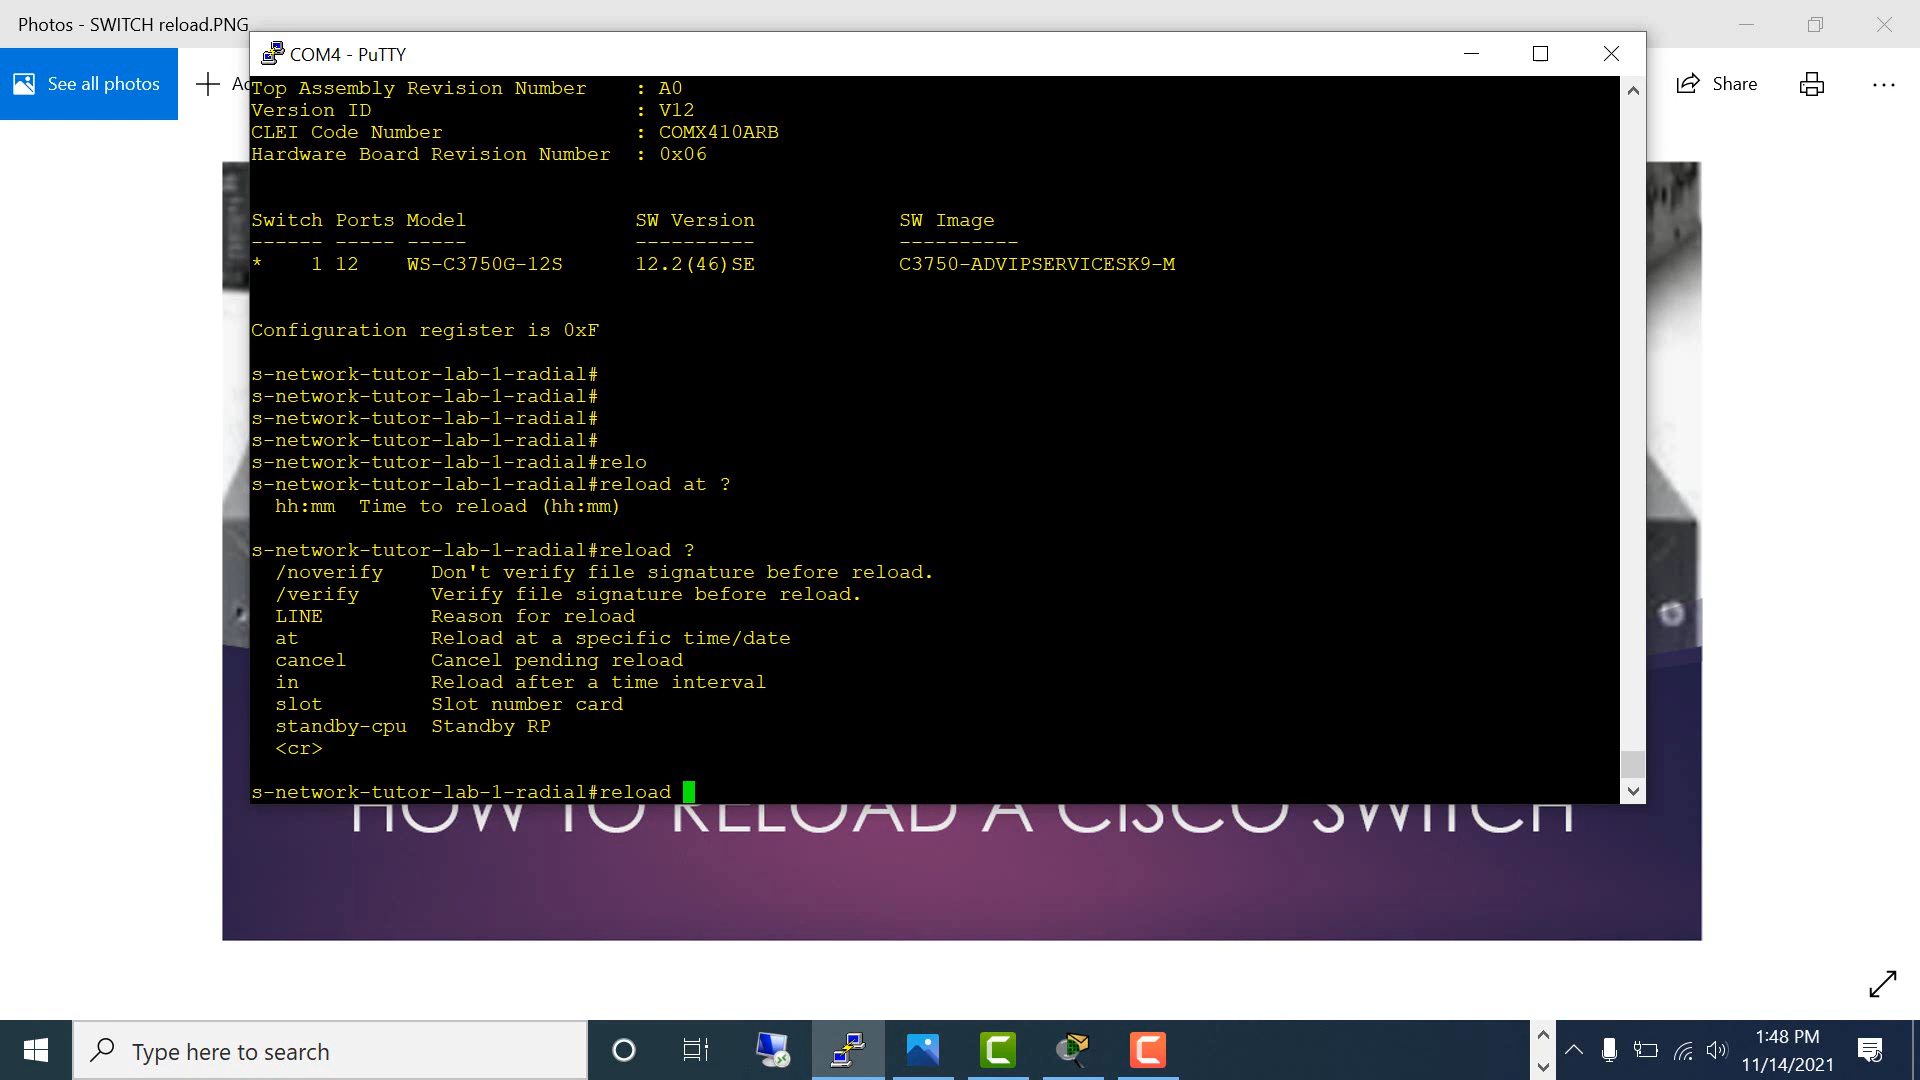 Photos - SWITCH reload.PNG
COM4 - PuTTY
See all photos
Share
Top Assembly Revision Number    : A0
Version ID                      : V12
CLEI Code Number                : COMX410ARB
Hardware Board Revision Number  : 0x06
Switch Ports Model              SW Version            SW Image
------ ----- -----              ----------            ----------
*    1 12    WS-C3750G-12S      12.2(46)SE            C3750-ADVIPSERVICESK9-M
Configuration register is 0xF
s-network-tutor-lab-1-radial#
s-network-tutor-lab-1-radial#
s-network-tutor-lab-1-radial#
s-network-tutor-lab-1-radial#
s-network-tutor-lab-1-radial#relo
s-network-tutor-lab-1-radial#reload at ?
  hh:mm  Time to reload (hh:mm)
s-network-tutor-lab-1-radial#reload ?
  /noverify    Don't verify file signature before reload.
  /verify      Verify file signature before reload.
  LINE         Reason for reload
  at           Reload at a specific time/date
  cancel       Cancel pending reload
  in           Reload after a time interval
  slot         Slot number card
  standby-cpu  Standby RP
  <cr>
s-network-tutor-lab-1-radial#reload
HOW TO RELOAD A CISCO SWITCH
Type here to search
1:48 PM
11/14/2021